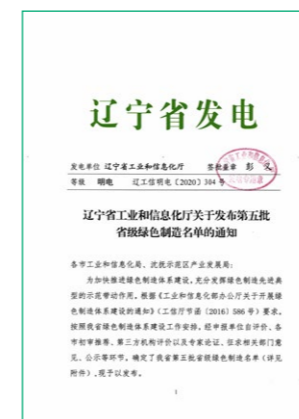 辽宁省发电
发电单位 辽宁省工业和信息化厅 签批盖章 彭
等级 明电 辽工信明电〔2020〕304号
辽宁省工业和信息化厅关于发布第五批
省级绿色制造名单的通知
各市工业和信息化局、沈抚示范区产业发展局:
为加快推进绿色制造体系建设,充分发挥绿色制造先进典
型的示范带动作用,根据《工业和信息化部办公厅关于开展绿
色制造体系建设的通知》(工信厅节函〔2016〕586号)要求,
按照我省绿色制造体系建设工作安排,经申报单位自评价、各
市初审推荐、第三方机构评价以及专家论证、征求相关部门意
见、公示等环节,确定了我省第五批省级绿色制造名单(详见
附件),现予以发布。
1